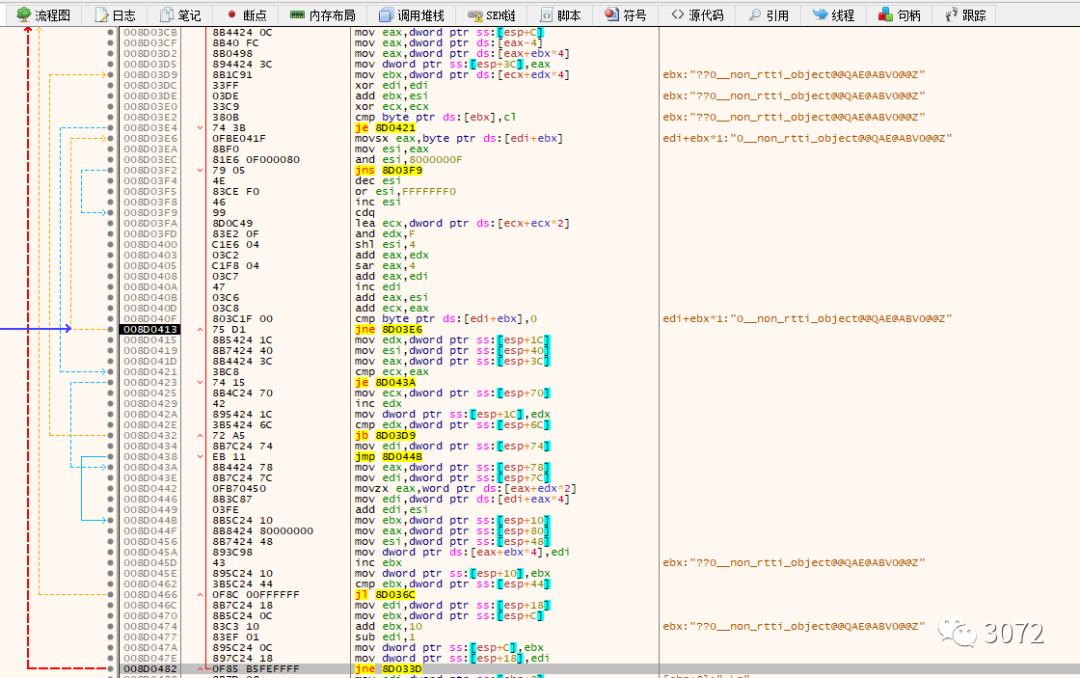 流程图 日志 笔记 断点 内存布局 调用堆栈 SEH链 脚本 符号 源代码 引用 线程 句柄 跟踪
008D03CB 8B4424 0C mov eax,dword ptr ss:[esp+C]
008D03CF 8B40 FC mov eax,dword ptr ds:[eax-4]
008D03D2 8B0498 mov eax,dword ptr ds:[eax+ebx*4]
008D03D5 894424 3C mov dword ptr ss:[esp+3C],eax
008D03D9 8B1C91 mov ebx,dword ptr ds:[ecx+edx*4] ebx:"??0__non_rtti_object@@QAE@ABV0@@Z"
008D03DC 33FF xor edi,edi
008D03DE 03DE add ebx,esi ebx:"??0__non_rtti_object@@QAE@ABV0@@Z"
008D03E0 33C9 xor ecx,ecx
008D03E2 380B cmp byte ptr ds:[ebx],cl ebx:"??0__non_rtti_object@@QAE@ABV0@@Z"
008D03E4 74 3B je 8D0421
008D03E6 0FBE041F movsx eax,byte ptr ds:[edi+ebx] edi+ebx*1:"0__non_rtti_object@@QAE@ABV0@@Z"
008D03EA 8BF0 mov esi,eax
008D03EC 81E6 0F000080 and esi,8000000F
008D03F2 79 05 jns 8D03F9
008D03F4 4E dec esi
008D03F5 83CE F0 or esi,FFFFFFF0
008D03F8 46 inc esi
008D03F9 99 cdq
008D03FA 8D0C49 lea ecx,dword ptr ds:[ecx+ecx*2]
008D03FD 83E2 0F and edx,F
008D0400 C1E6 04 shl esi,4
008D0403 03C2 add eax,edx
008D0405 C1F8 04 sar eax,4
008D0408 03C7 add eax,edi
008D040A 47 inc edi
008D040B 03C6 add eax,esi
008D040D 03C8 add ecx,eax
008D040F 803C1F 00 cmp byte ptr ds:[edi+ebx],0 edi+ebx*1:"0__non_rtti_object@@QAE@ABV0@@Z"
008D0413 75 D1 jne 8D03E6
008D0415 8B5424 1C mov edx,dword ptr ss:[esp+1C]
008D0419 8B7424 40 mov esi,dword ptr ss:[esp+40]
008D041D 8B4424 3C mov eax,dword ptr ss:[esp+3C]
008D0421 3BC8 cmp ecx,eax
008D0423 74 15 je 8D043A
008D0425 8B4C24 70 mov ecx,dword ptr ss:[esp+70]
008D0429 42 inc edx
008D042A 895424 1C mov dword ptr ss:[esp+1C],edx
008D042E 3B5424 6C cmp edx,dword ptr ss:[esp+6C]
008D0432 72 A5 jb 8D03D9
008D0434 8B7C24 74 mov edi,dword ptr ss:[esp+74]
008D0438 EB 11 jmp 8D044B
008D043A 8B4424 78 mov eax,dword ptr ss:[esp+78]
008D043E 8B7C24 7C mov edi,dword ptr ss:[esp+7C]
008D0442 0FB70450 movzx eax,word ptr ds:[eax+edx*2]
008D0446 8B3C87 mov edi,dword ptr ds:[edi+eax*4]
008D0449 03FE add edi,esi
008D044B 8B5C24 10 mov ebx,dword ptr ss:[esp+10]
008D044F 8B8424 80000000 mov eax,dword ptr ss:[esp+80]
008D0456 8B7424 48 mov esi,dword ptr ss:[esp+48]
008D045A 893C98 mov dword ptr ds:[eax+ebx*4],edi
008D045D 43 inc ebx ebx:"??0__non_rtti_object@@QAE@ABV0@@Z"
008D045E 895C24 10 mov dword ptr ss:[esp+10],ebx
008D0462 3B5C24 44 cmp ebx,dword ptr ss:[esp+44]
008D0466 0F8C 00FFFFFF jl 8D036C
008D046C 8B7C24 18 mov edi,dword ptr ss:[esp+18]
008D0470 8B5C24 0C mov ebx,dword ptr ss:[esp+C]
008D0474 83C3 10 add ebx,10 ebx:"??0__non_rtti_object@@QAE@ABV0@@Z"
008D0477 83EF 01 sub edi,1
008D047A 895C24 0C mov dword ptr ss:[esp+C],ebx
008D047E 897C24 18 mov dword ptr ss:[esp+18],edi
008D0482 0F85 B5FEFFFF jne 8D033D
3072